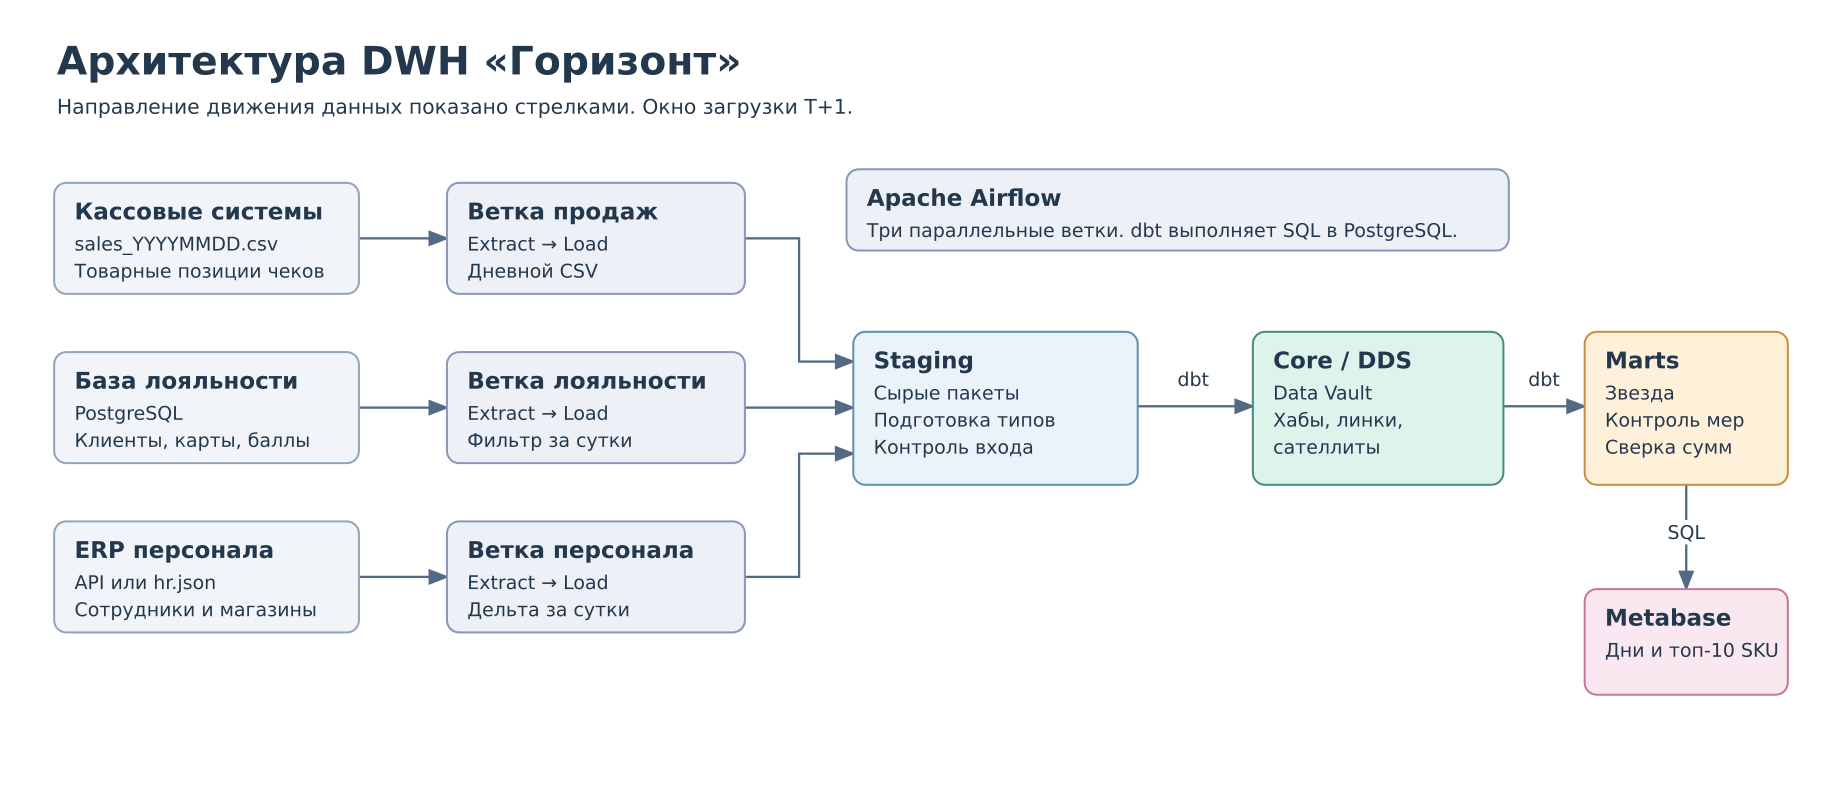 Архитектура DWH «Горизонт»
Направление движения данных показано стрелками. Окно загрузки T+1.
Кассовые системы
sales_YYYYMMDD.csv
Товарные позиции чеков
Ветка продаж
Extract → Load
Дневной CSV
Apache Airflow
Три параллельные ветки. dbt выполняет SQL в PostgreSQL.
База лояльности
PostgreSQL
Клиенты, карты, баллы
Ветка лояльности
Extract → Load
Фильтр за сутки
Staging
Сырые пакеты
Подготовка типов
Контроль входа
dbt
Core / DDS
Data Vault
Хабы, линки,
сателлиты
dbt
Marts
Звезда
Контроль мер
Сверка сумм
ERP персонала
API или hr.json
Сотрудники и магазины
Ветка персонала
Extract → Load
Дельта за сутки
SQL
Metabase
Дни и топ-10 SKU